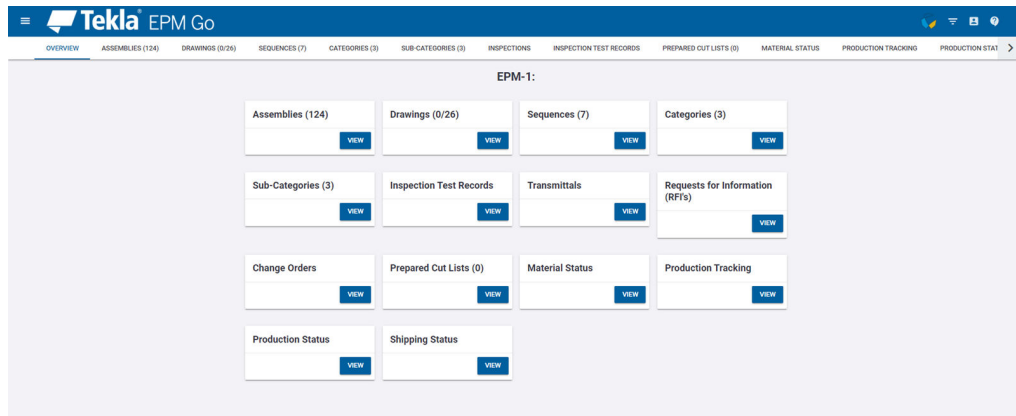 Tekla EPM Go
OVERVIEW ASSEMBLIES (124) DRAWINGS (0/26) SEQUENCES (7) CATEGORIES (3) SUB-CATEGORIES (3) INSPECTIONS INSPECTION TEST RECORDS PREPARED CUT LISTS (0) MATERIAL STATUS PRODUCTION TRACKING PRODUCTION STAT
EPM-1:
Assemblies (124) Drawings (0/26) Sequences (7) Categories (3)
VIEW VIEW VIEW VIEW
Sub-Categories (3) Inspection Test Records Transmittals Requests for Information
(RFI's)
VIEW VIEW VIEW
VIEW
Change Orders Prepared Cut Lists (0) Material Status Production Tracking
VIEW VIEW VIEW VIEW
Production Status Shipping Status
VIEW VIEW